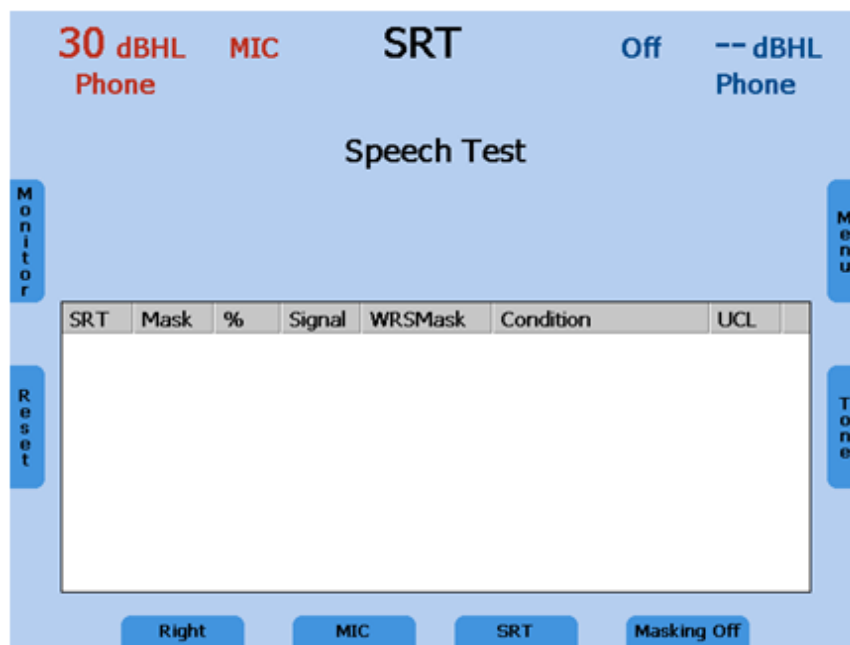 30 dBHL MIC SRT Off -- dBHL
Phone Phone
Speech Test
Monitor
Menu
SRT Mask % Signal WRSMask Condition UCL
Reset
Tone
Right MIC SRT Masking Off